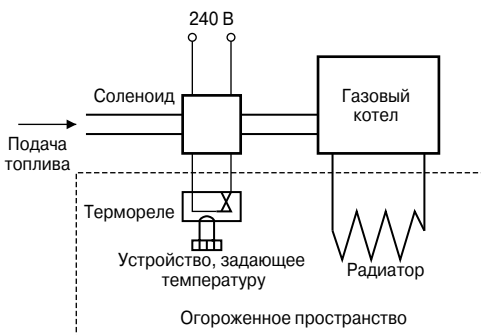 240 В
Соленоид
Газовый
котел
Подача
топлива
Термореле
Устройство, задающее
температуру
Радиатор
Огороженное пространство